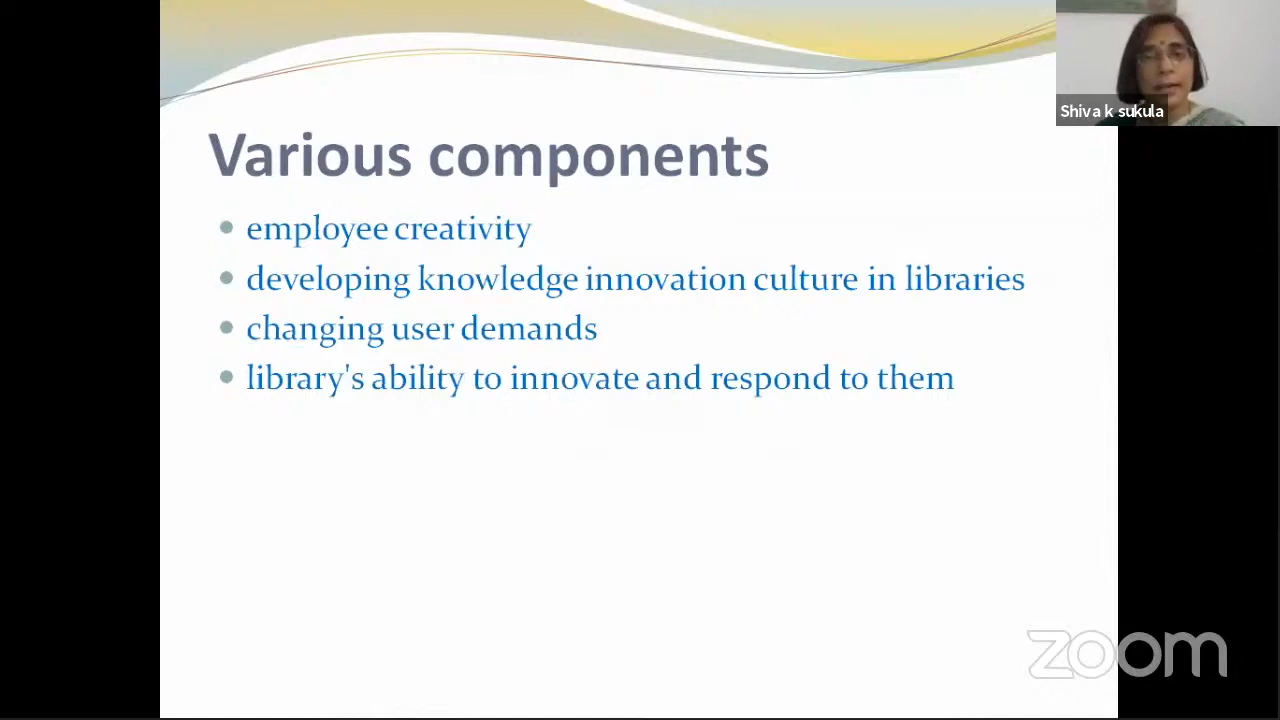 Various components
employee creativity
developing knowledge innovation culture in libraries
changing user demands
library's ability to innovate and respond to them
Shiva k sukula
zoom